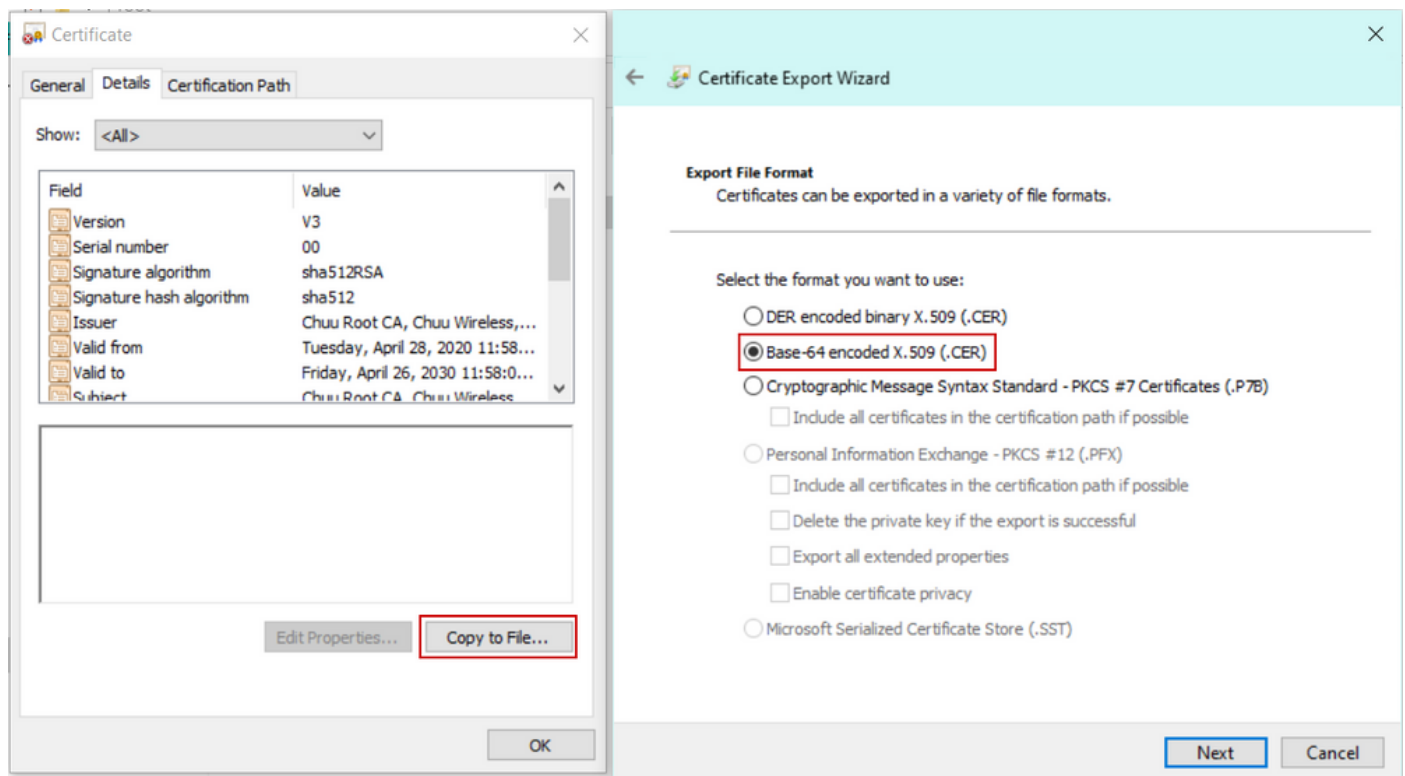 Certificate
General Details Certification Path
Show: <All>
Field Value
Version V3
Serial number 00
Signature algorithm sha512RSA
Signature hash algorithm sha512
Issuer Chuu Root CA, Chuu Wireless,...
Valid from Tuesday, April 28, 2020 11:58...
Valid to Friday, April 26, 2030 11:58:0...
Subject Chuu Root CA, Chuu Wireless
Edit Properties... Copy to File...
OK
Certificate Export Wizard
Export File Format
Certificates can be exported in a variety of file formats.
Select the format you want to use:
DER encoded binary X.509 (.CER)
Base-64 encoded X.509 (.CER)
Cryptographic Message Syntax Standard - PKCS #7 Certificates (.P7B)
Include all certificates in the certification path if possible
Personal Information Exchange - PKCS #12 (.PFX)
Include all certificates in the certification path if possible
Delete the private key if the export is successful
Export all extended properties
Enable certificate privacy
Microsoft Serialized Certificate Store (.SST)
Next Cancel